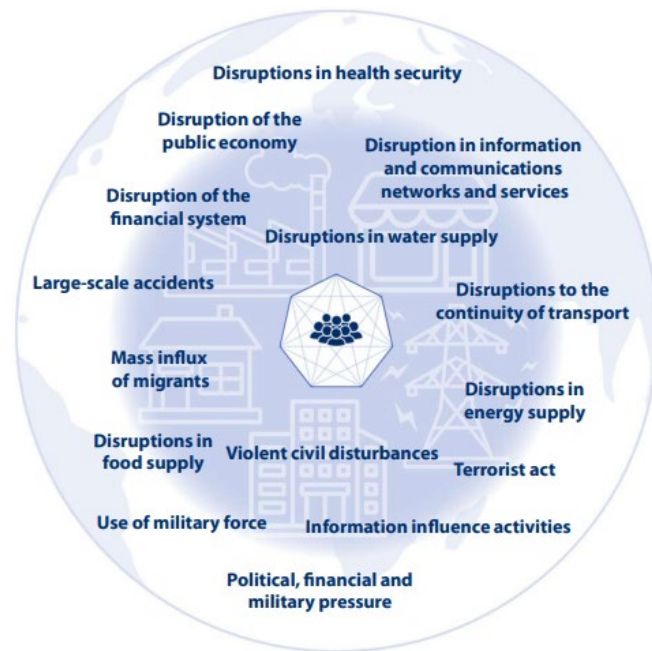 Disruptions in health security
Disruption of the
public economy
Disruption in information
and communications
networks and services
Disruption of the
financial system
Disruptions in water supply
Large-scale accidents
Disruptions to the
continuity of transport
Mass influx
of migrants
Disruptions in
energy supply
Disruptions in
food supply
Violent civil disturbances
Terrorist act
Use of military force
Information influence activities
Political, financial and
military pressure